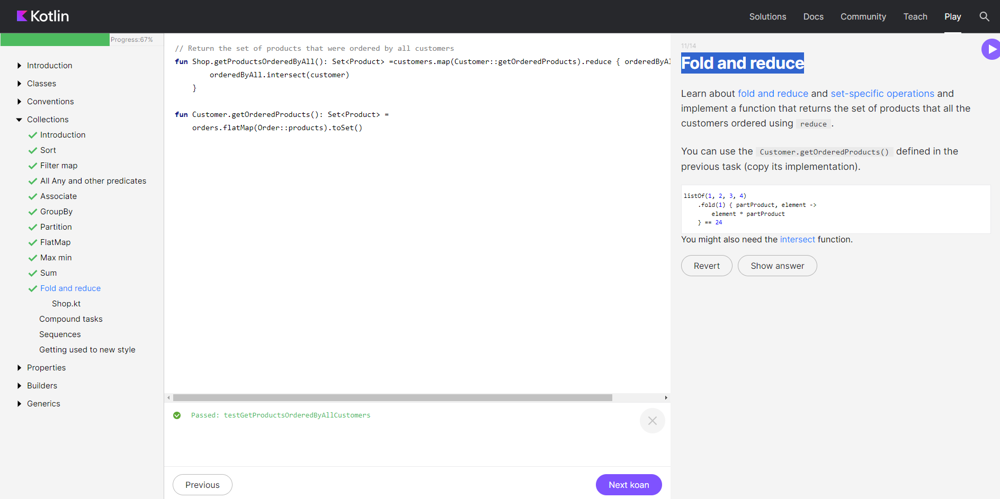 Kotlin
Solutions Docs Community Teach Play
Progress:67%
Introduction
Classes
Conventions
Collections
Introduction
Sort
Filter map
All Any and other predicates
Associate
GroupBy
Partition
FlatMap
Max min
Sum
Fold and reduce
Shop.kt
Compound tasks
Sequences
Getting used to new style
Properties
Builders
Generics
// Return the set of products that were ordered by all customers
fun Shop.getProductsOrderedByAll(): Set<Product> =customers.map(Customer::getOrderedProducts).reduce {
orderedByAll.intersect(customer)
}
fun Customer.getOrderedProducts(): Set<Product> =
orders.flatMap(Order::products).toSet()
Passed: testGetProductsOrderedByAllCustomers
Previous
Next koan
11/14
Fold and reduce
Learn about fold and reduce and set-specific operations and
implement a function that returns the set of products that all the
customers ordered using reduce .
You can use the Customer.getOrderedProducts() defined in the
previous task (copy its implementation).
listOf(1, 2, 3, 4)
.fold(1) { partProduct, element ->
element * partProduct
} == 24
You might also need the intersect function.
Revert
Show answer